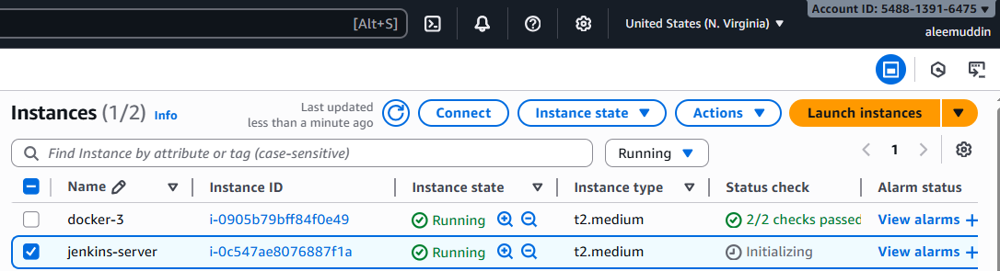 [Alt+S] United States (N. Virginia) Account ID: 5488-1391-6475
aleemuddin
Instances (1/2) Info Last updated less than a minute ago Connect Instance state Actions Launch instances
Find Instance by attribute or tag (case-sensitive) Running 1
Name Instance ID Instance state Instance type Status check Alarm status
docker-3 i-0905b79bff84f0e49 Running t2.medium 2/2 checks passed View alarms +
jenkins-server i-0c547ae8076887f1a Running t2.medium Initializing View alarms +